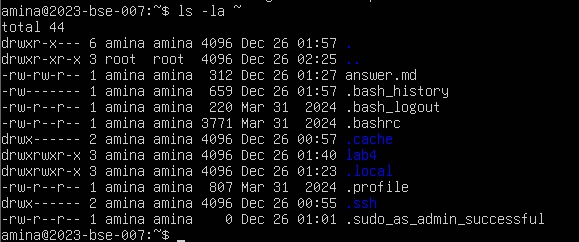 amina@2023-bse-007:~$ ls -la ~
total 44
drwxr-x--- 6 amina amina 4096 Dec 26 01:57 .
drwxr-xr-x 3 root  root  4096 Dec 26 02:25 ..
-rw-rw-r-- 1 amina amina  312 Dec 26 01:27 answer.md
-rw------- 1 amina amina  659 Dec 26 01:57 .bash_history
-rw-r--r-- 1 amina amina  220 Mar 31  2024 .bash_logout
-rw-r--r-- 1 amina amina 3771 Mar 31  2024 .bashrc
drwx------ 2 amina amina 4096 Dec 26 00:57 .cache
drwxrwxr-x 3 amina amina 4096 Dec 26 01:40 lab4
drwxrwxr-x 3 amina amina 4096 Dec 26 01:23 .local
-rw-r--r-- 1 amina amina  807 Mar 31  2024 .profile
drwx------ 2 amina amina 4096 Dec 26 00:55 .ssh
-rw-r--r-- 1 amina amina    0 Dec 26 01:01 .sudo_as_admin_successful
amina@2023-bse-007:~$